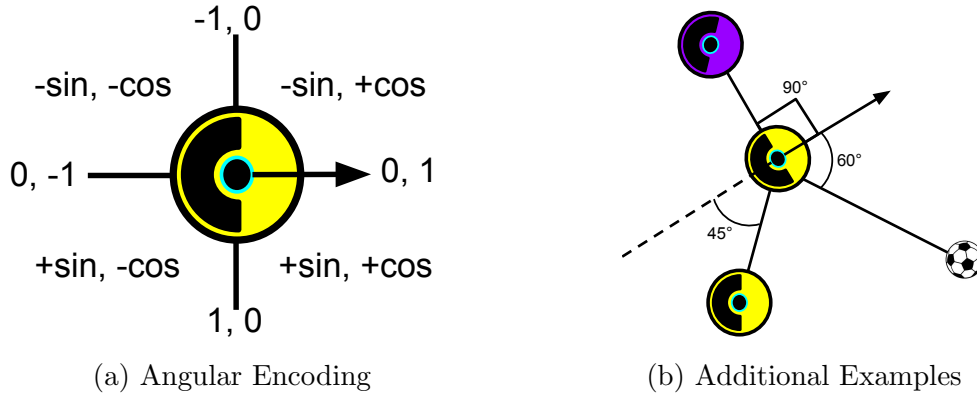 -1, 0
-sin, -cos
-sin, +cos
0, -1
0, 1
+sin, -cos
+sin, +cos
1, 0
(a) Angular Encoding
90°
60°
45°
(b) Additional Examples